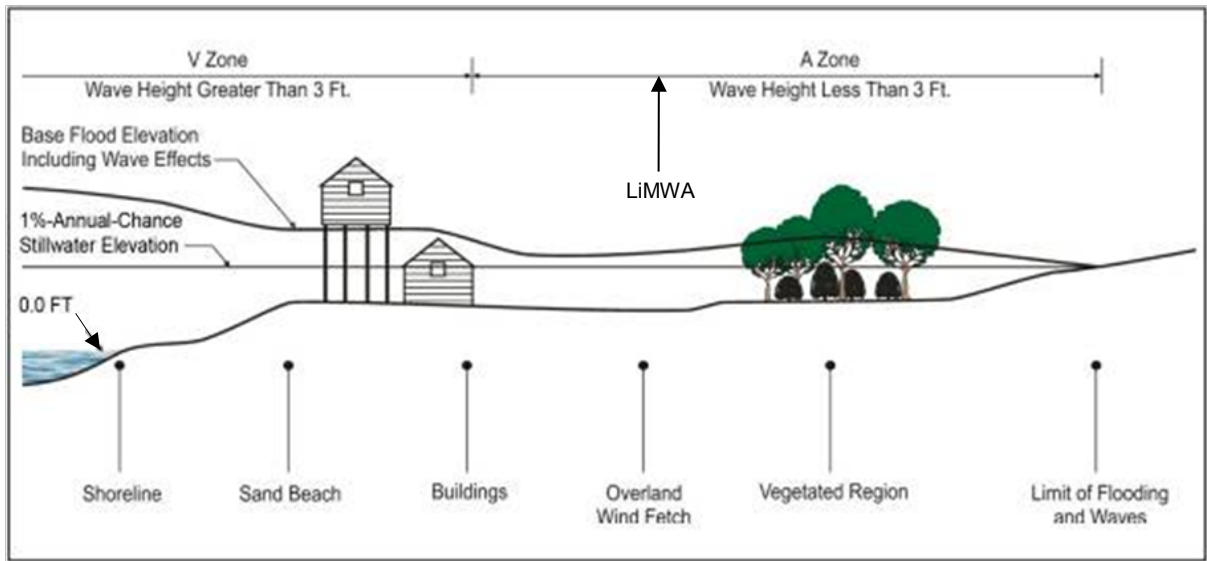 V Zone
Wave Height Greater Than 3 Ft.
A Zone
Wave Height Less Than 3 Ft.
Base Flood Elevation
Including Wave Effects
LiMWA
1%-Annual-Chance
Stillwater Elevation
0.0 FT
Shoreline
Sand Beach
Buildings
Overland
Wind Fetch
Vegetated Region
Limit of Flooding
and Waves